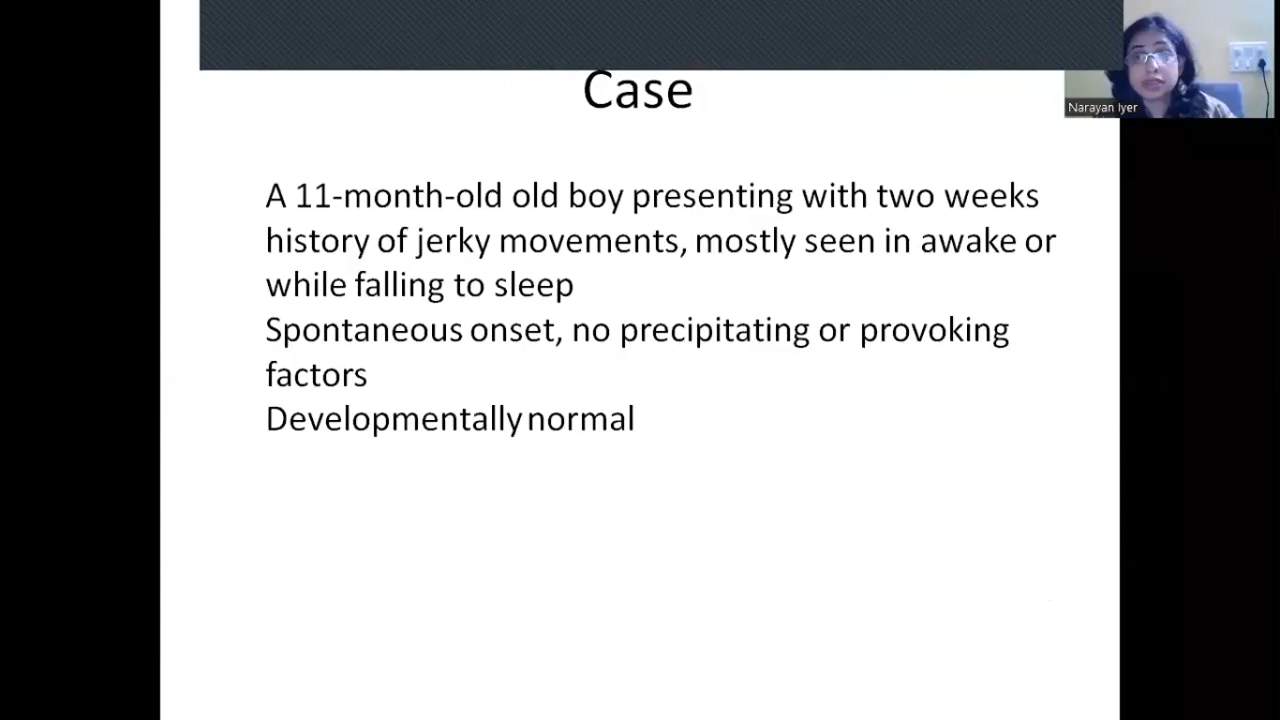 Case
Narayan Iyer
A 11-month-old old boy presenting with two weeks
history of jerky movements, mostly seen in awake or
while falling to sleep
Spontaneous onset, no precipitating or provoking
factors
Developmentally normal